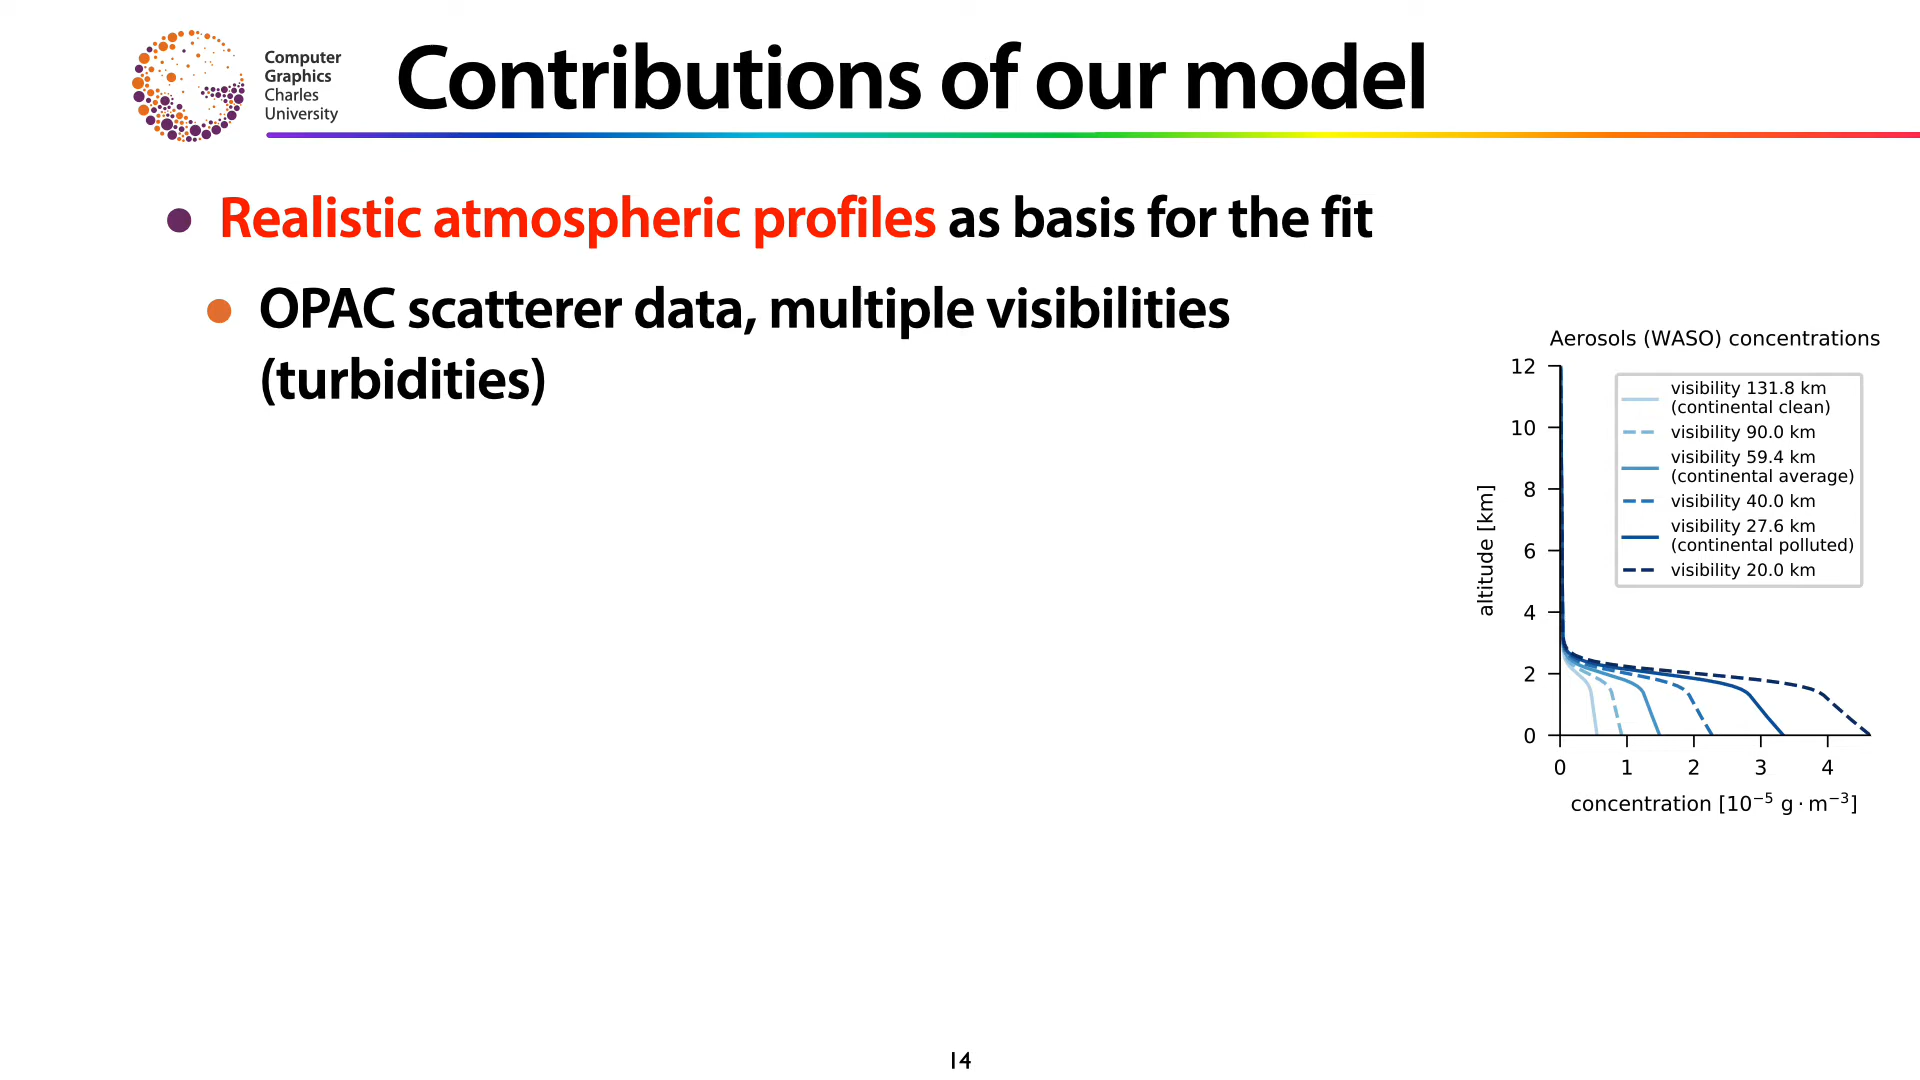 Computer
Graphics
Charles
University
Contributions of our model
Realistic atmospheric profiles as basis for the fit
OPAC scatterer data, multiple visibilities
(turbidities)
Aerosols (WASO) concentrations
visibility 131.8 km
(continental clean)
visibility 90.0 km
visibility 59.4 km
(continental average)
visibility 40.0 km
visibility 27.6 km
(continental polluted)
visibility 20.0 km
altitude [km]
12
10
8
6
4
2
0
0 1 2 3 4
concentration [10⁻⁵ g · m⁻³]
14